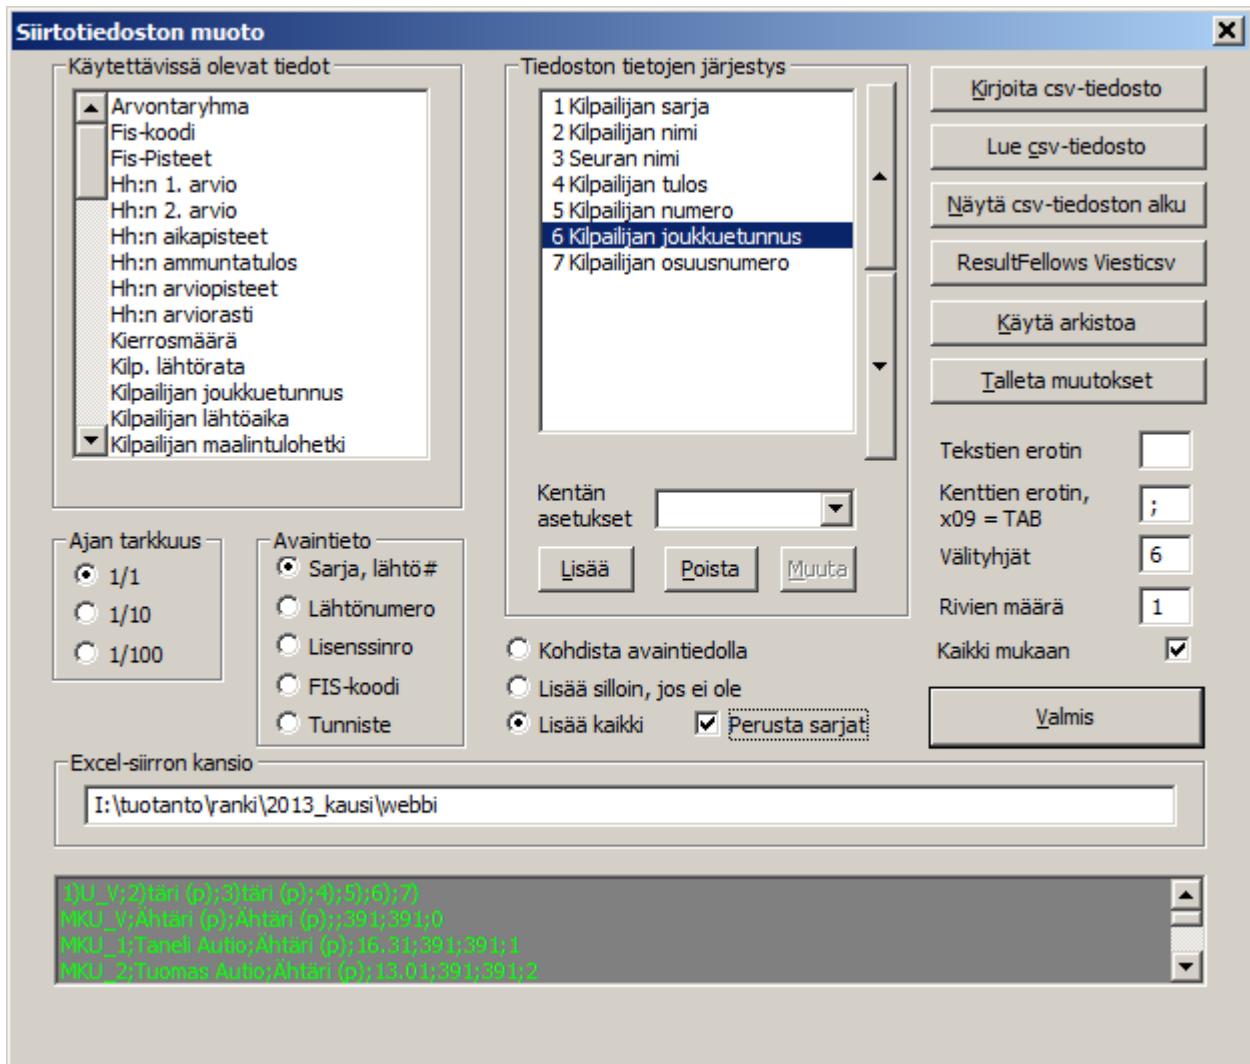 Siirtotiedoston muoto
Käytettävissä olevat tiedot
Arvontaryhma
Fis-koodi
Fis-Pisteet
Hh:n 1. arvio
Hh:n 2. arvio
Hh:n aikapisteet
Hh:n ammuntatulos
Hh:n arviopisteet
Hh:n arviorasti
Kierrosmäärä
Kilp. lähtörata
Kilpailijan joukkuetunnus
Kilpailijan lähtöaika
Kilpailijan maalintulohetki
Tiedoston tietojen järjestys
1 Kilpailijan sarja
2 Kilpailijan nimi
3 Seuran nimi
4 Kilpailijan tulos
5 Kilpailijan numero
6 Kilpailijan joukkuetunnus
7 Kilpailijan osuusnumero
Kentän
asetukset
Lisää Poista Muuta
Kirjoita csv-tiedosto
Lue csv-tiedosto
Näytä csv-tiedoston alku
ResultFellows Viesticsv
Käytä arkistoa
Talleta muutokset
Tekstien erotin
Kenttien erotin,
x09 = TAB ;
Välityhjät 6
Rivien määrä 1
Kaikki mukaan
Valmis
Ajan tarkkuus
1/1
1/10
1/100
Avaintieto
Sarja, lähtö#
Lähtönumero
Lisenssinro
FIS-koodi
Tunniste
Kohdista avaintiedolla
Lisää silloin, jos ei ole
Lisää kaikki Perusta sarjat
Excel-siirron kansio
I:\tuotanto\ranki\2013_kausi\webbi
1)U_V;2)täri (p);3)täri (p);4);5);6);7)
MKU_V;Ähtäri (p);Ähtäri (p);;391;391;0
MKU_1;Taneli Autio;Ähtäri (p);16.31;391;391;1
MKU_2;Tuomas Autio;Ähtäri (p);13.01;391;391;2